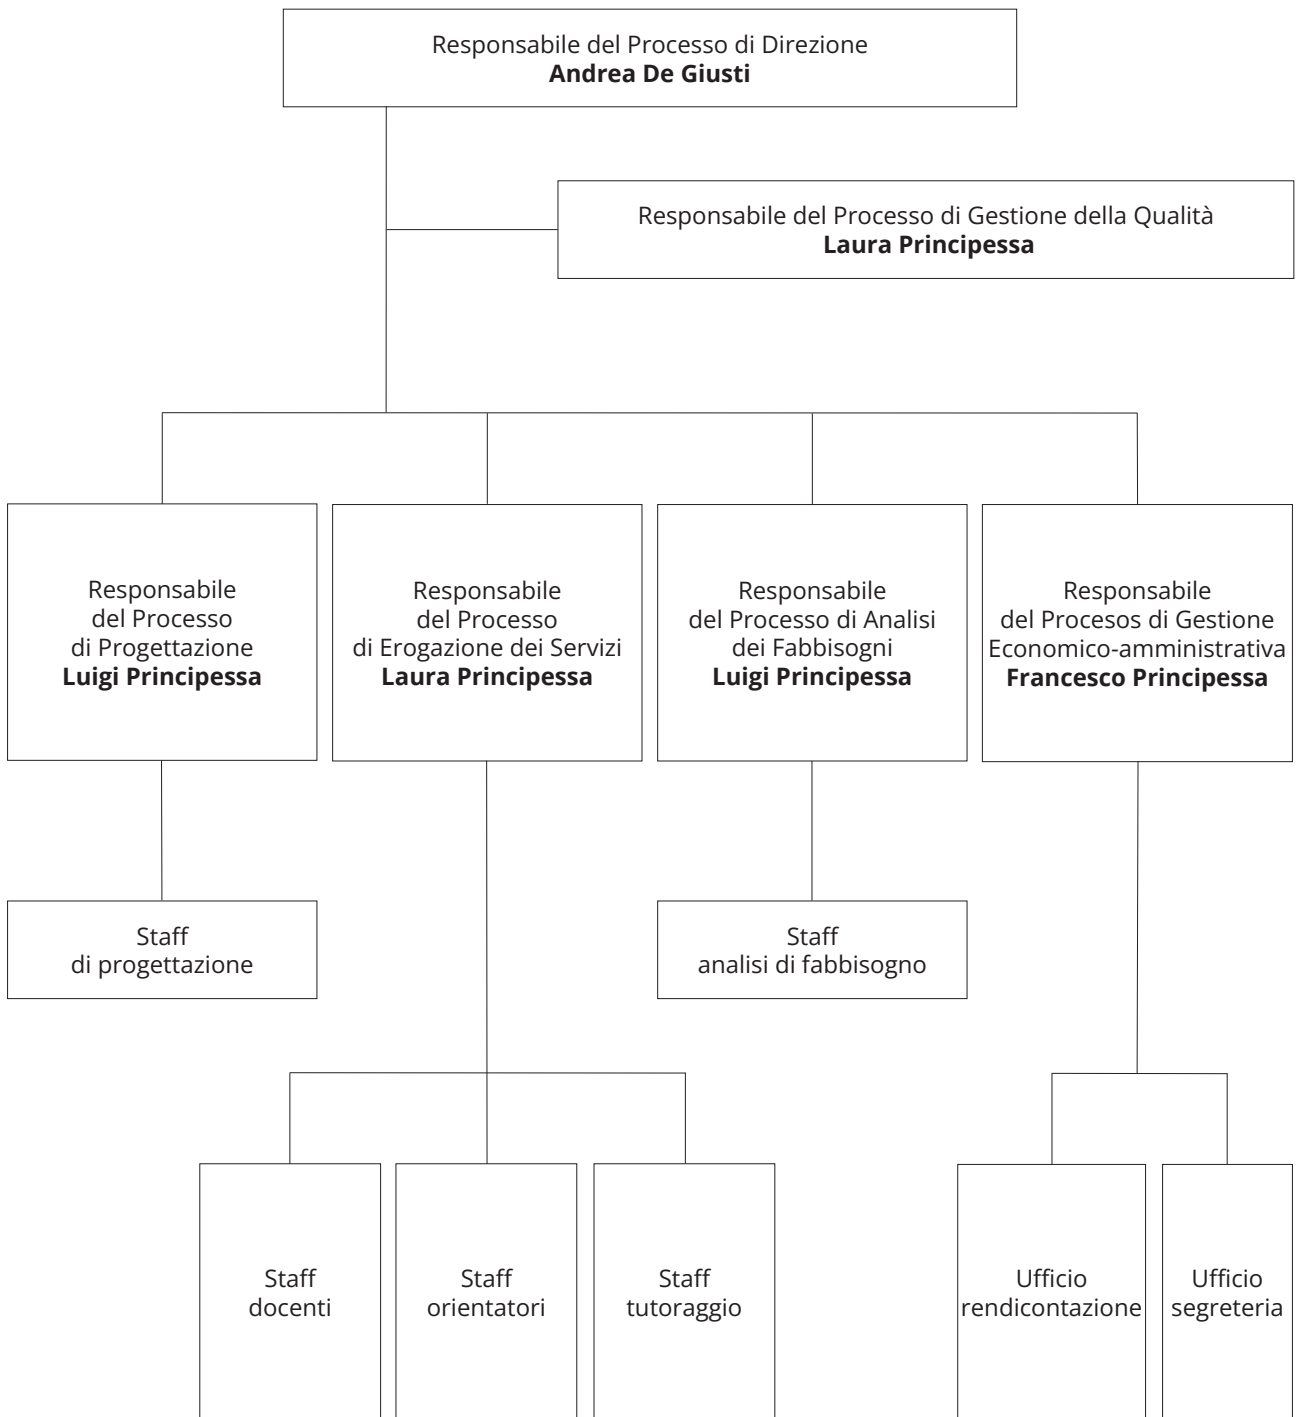 Responsabile del Processo di Direzione
Andrea De Giusti
Responsabile del Processo di Gestione della Qualità
Laura Principessa
Responsabile
del Processo
di Progettazione
Luigi Principessa
Responsabile
del Processo
di Erogazione dei Servizi
Laura Principessa
Responsabile
del Processo di Analisi
dei Fabbisogni
Luigi Principessa
Responsabile
del Procesos di Gestione
Economico-amministrativa
Francesco Principessa
Staff
di progettazione
Staff
analisi di fabbisogno
Staff
docenti
Staff
orientatori
Staff
tutoraggio
Ufficio
rendicontazione
Ufficio
segreteria